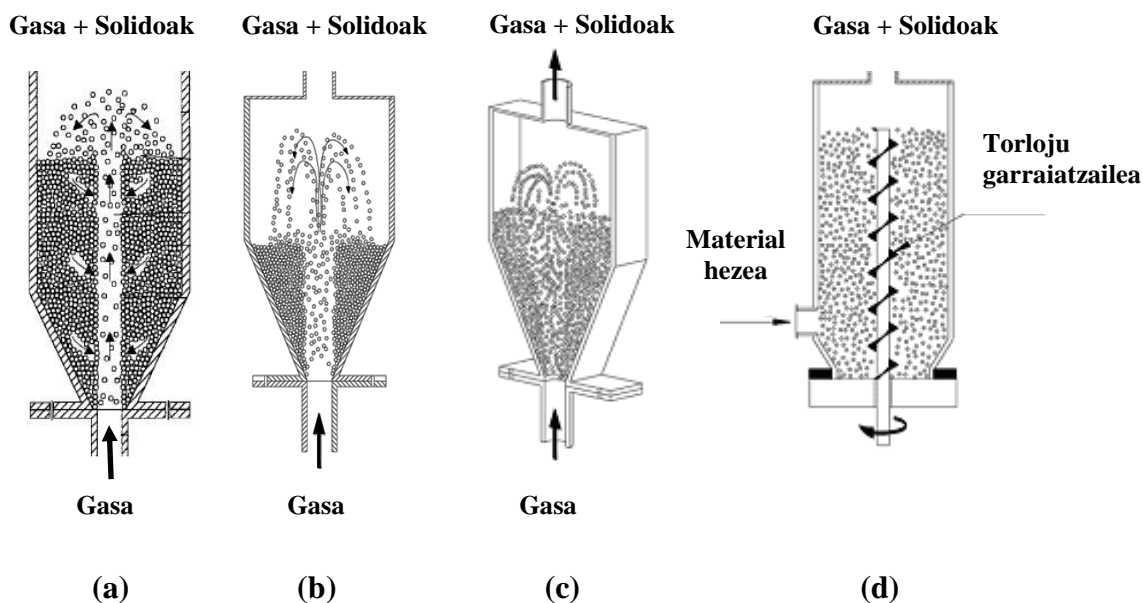 Gasa + Solidoak
Gasa + Solidoak
Gasa + Solidoak
Gasa + Solidoak
Torloju
garraiatzailea
Material
hezea
Gasa
Gasa
Gasa
(a)
(b)
(c)
(d)